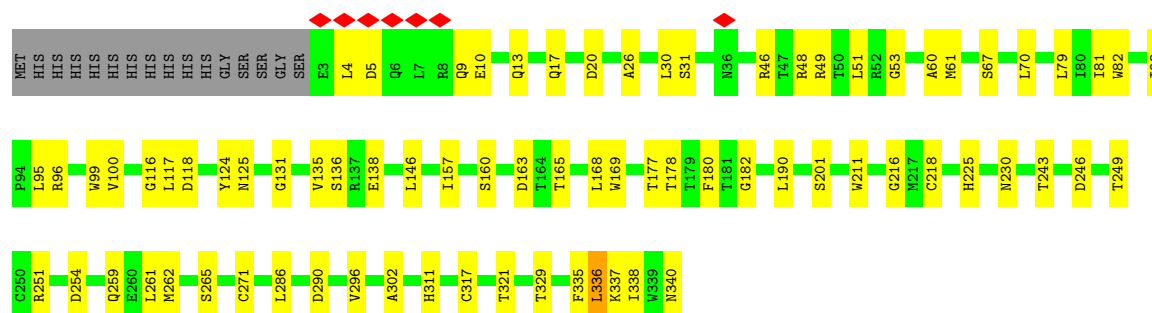 MET HIS HIS HIS HIS HIS HIS HIS HIS HIS HIS GLY SER SER GLY SER E3 L4 D5 Q6 L7 R8 Q9 E10 Q13 Q17 D20 A26 L30 S31 N36 R46 T47 R48 R49 T50 L51 R52 G53 A60 M61 S67 L70 L79 I80 I81 W82
P94 L95 R96 W99 V100 G116 L117 D118 Y124 N125 G131 V135 S136 R137 E138 L146 I157 S160 D163 T164 T165 L168 W169 T177 T178 T179 F180 T181 G182 L190 S201 W211 G216 M217 C218 H225 N230 T243 D246 T249
C250 R251 D254 Q259 E260 L261 M262 S265 C271 L286 D290 V296 A302 H311 C317 T321 T329 F335 L336 K337 I338 W339 N340